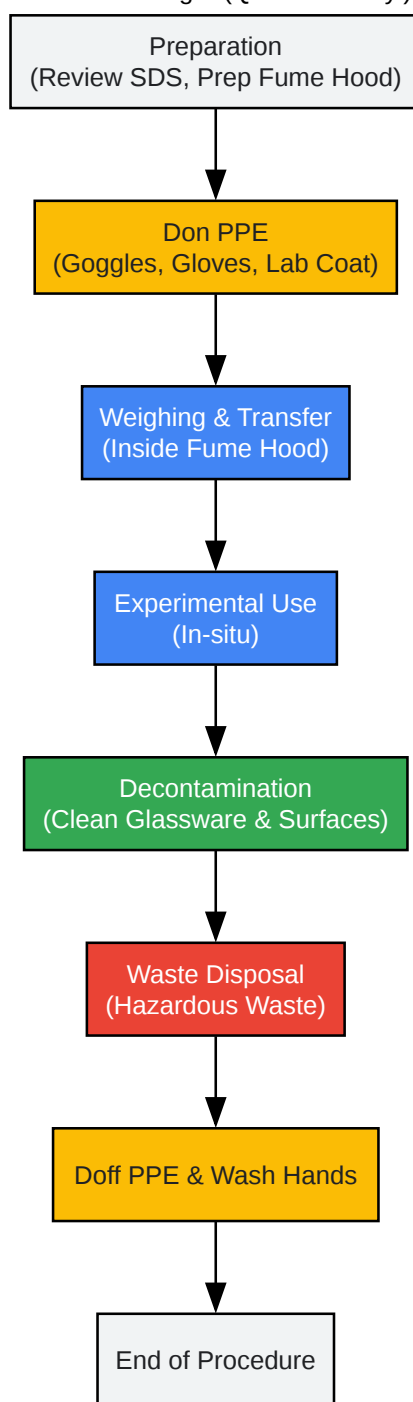 Preparation
(Review SDS, Prep Fume Hood)
Don PPE
(Goggles, Gloves, Lab Coat)
Weighing & Transfer
(Inside Fume Hood)
Experimental Use
(In-situ)
Decontamination
(Clean Glassware & Surfaces)
Waste Disposal
(Hazardous Waste)
Doff PPE & Wash Hands
End of Procedure